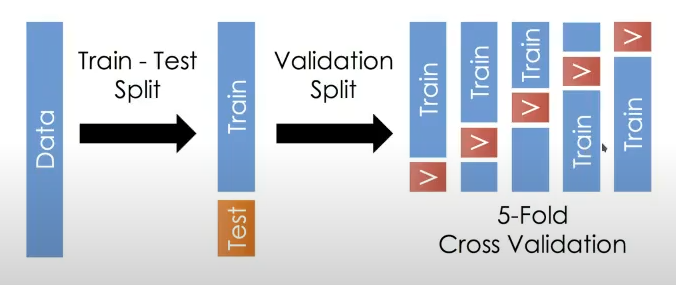 Data
Train - Test
Split
Train
Test
Validation
Split
Train
V
Train
V
Train
V
V
Train
V
Train
5-Fold
Cross Validation